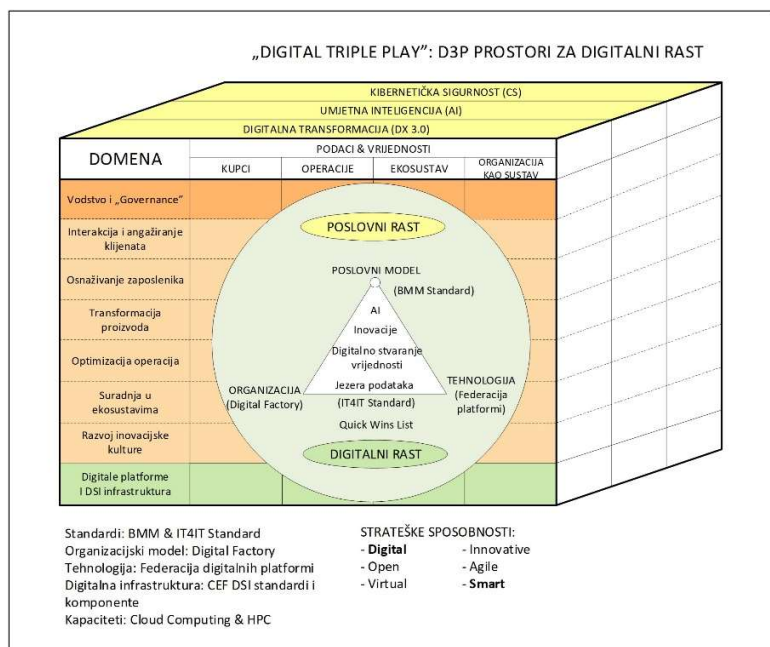 „DIGITAL TRIPLE PLAY”: D3P PROSTORI ZA DIGITALNI RAST
KIBERNETIČKA SIGURNOST (CS)
UMJETNA INTELIGENCIJA (AI)
DIGITALNA TRANSFORMACIJA (DX 3.0)
DOMENA
PODACI & VRIJEDNOSTI
KUPCI
OPERACIJE
EKOSUSTAV
ORGANIZACIJA
KAO SUSTAV
Vodstvo i „Governance”
Interakcija i angažiranje
klijenata
Osnaživanje zaposlenika
Transformacija
proizvoda
Optimizacija operacija
Suradnja u
ekosustavima
Razvoj inovacijske
kulture
Digitale platforme
I DSI infrastruktura
POSLOVNI RAST
POSLOVNI MODEL
(BMM Standard)
AI
Inovacije
Digitalno stvaranje
vrijednosti
Jezera podataka
ORGANIZACIJA
(Digital Factory)
TEHNOLOGIJA
(Federacija
platformi)
(IT4IT Standard)
Quick Wins List
DIGITALNI RAST
Standardi: BMM & IT4IT Standard
Organizacijski model: Digital Factory
Tehnologija: Federacija digitalnih platformi
Digitalna infrastruktura: CEF DSI standardi i
komponente
Kapaciteti: Cloud Computing & HPC
STRATEŠKE SPOSOBNOSTI:
- Digital
- Open
- Virtual
- Innovative
- Agile
- Smart